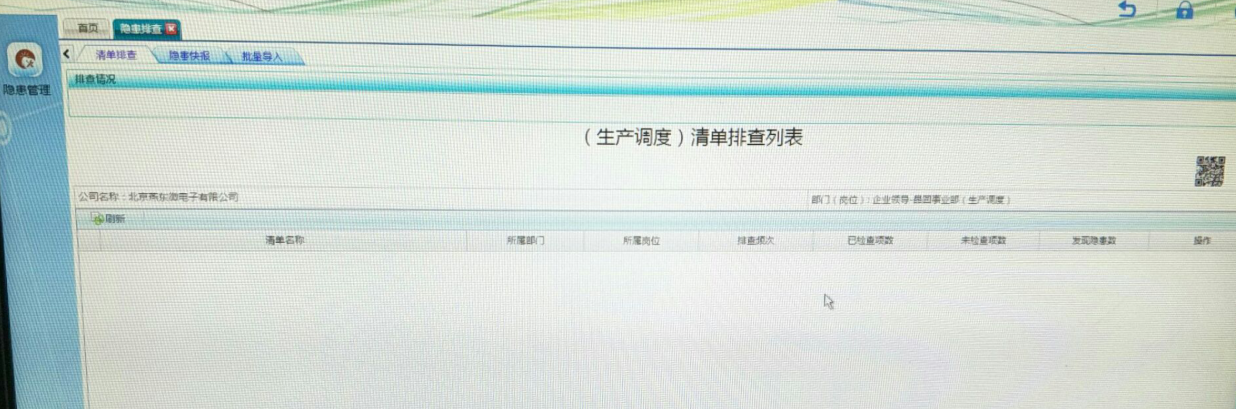 首页 隐患排查
清单排查 隐患快报 批量导入
隐患管理
排查情况
（生产调度）清单排查列表
公司名称：北京燕东微电子有限公司
部门（岗位）：企业领导-晶圆事业部（生产调度）
刷新
清单名称 所属部门 所属岗位 排查频次 已检查项数 未检查项数 发现隐患数 操作